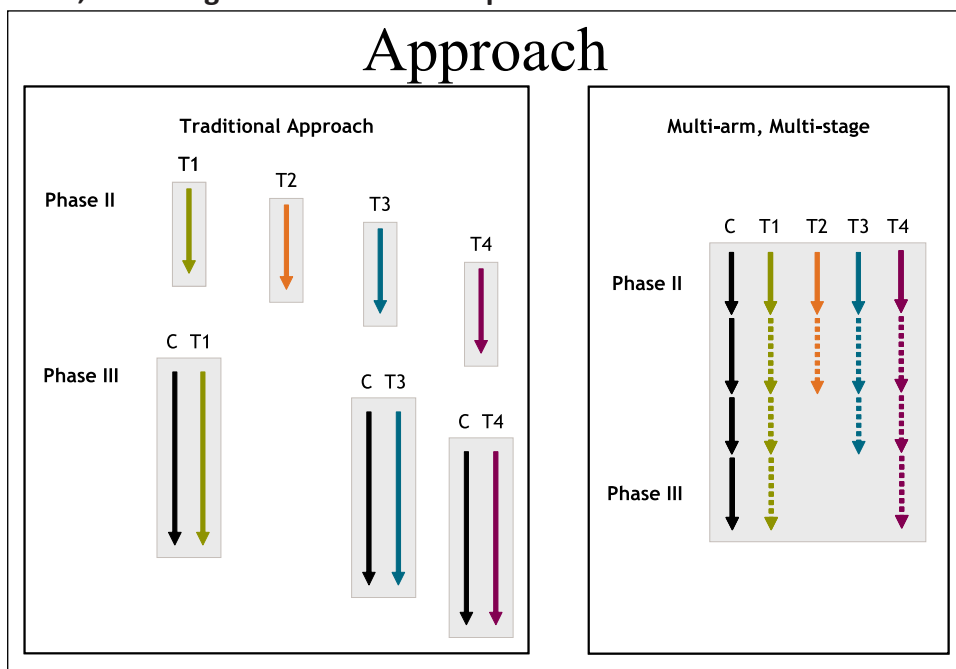 Approach
Traditional Approach
T1
T2
T3
T4
Phase II
C T1
Phase III
C T3
C T4
Multi-arm, Multi-stage
C T1 T2 T3 T4
Phase II
Phase III